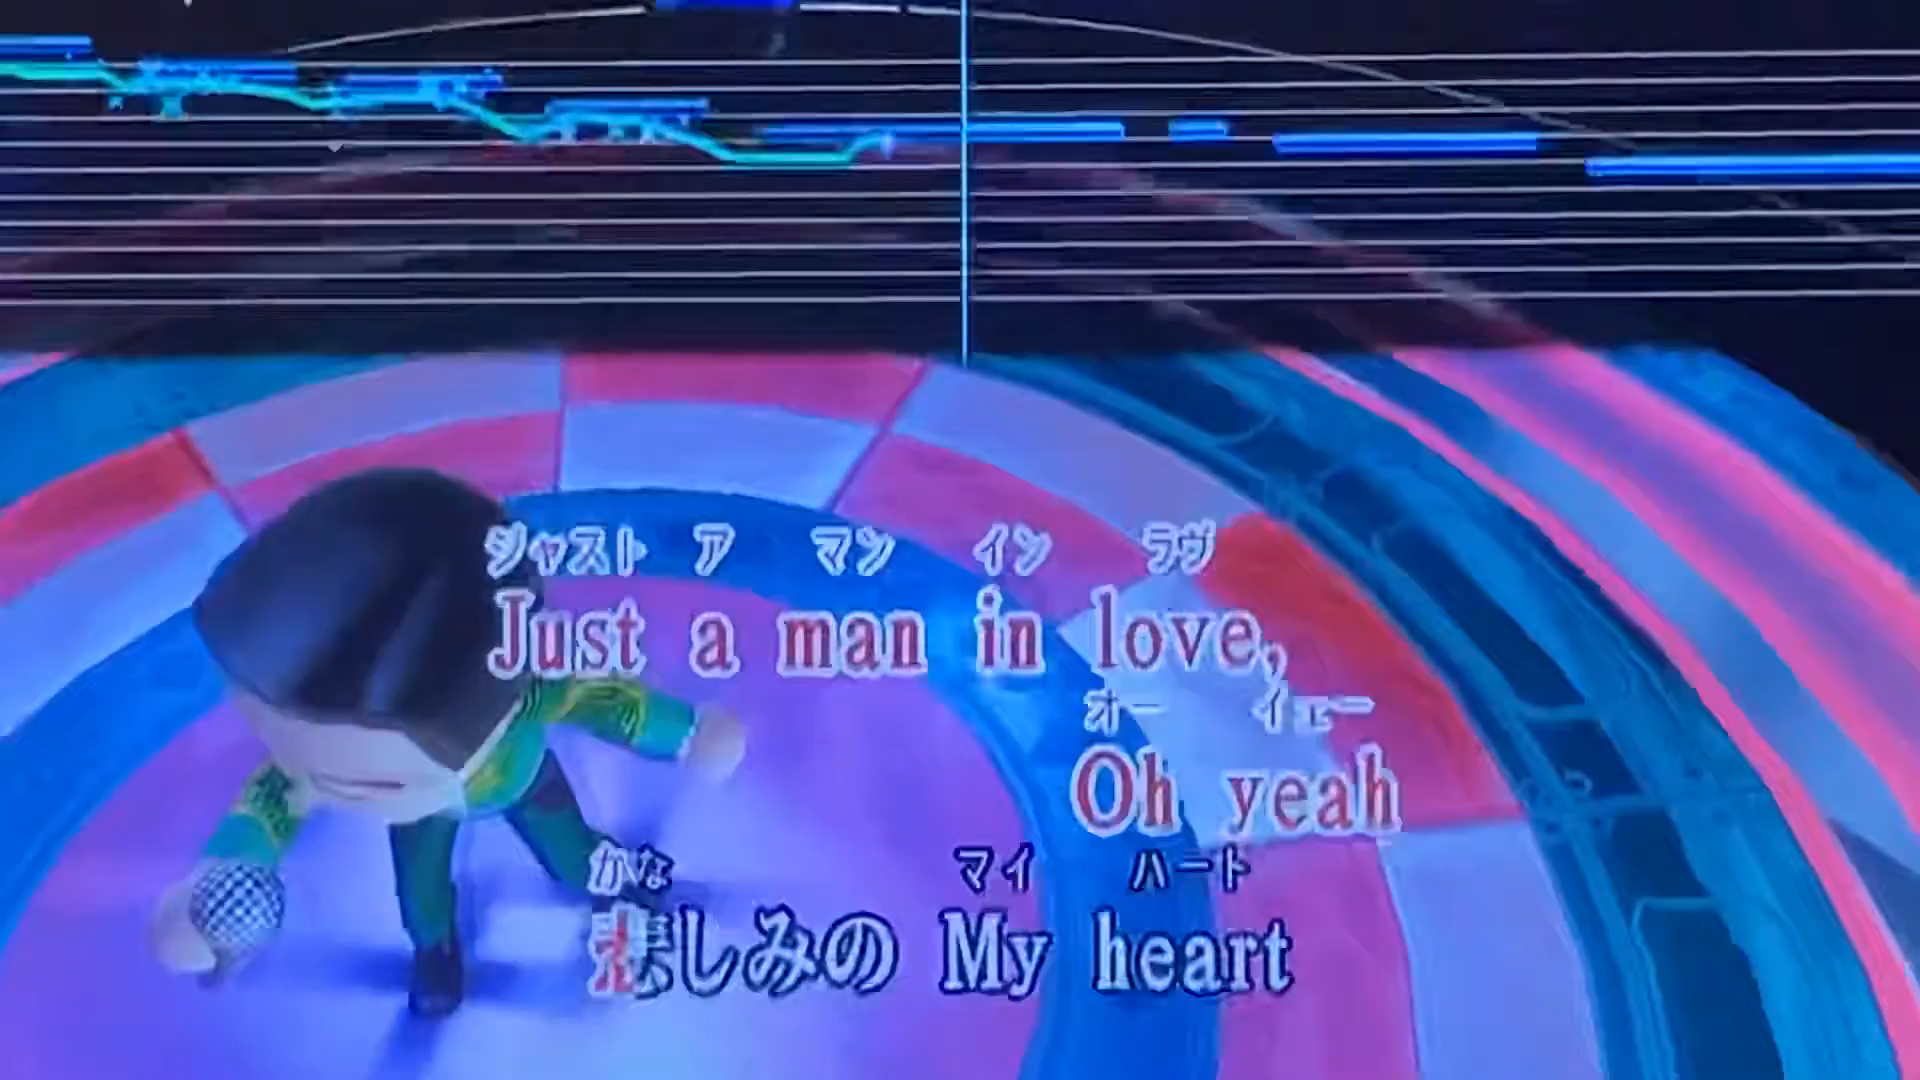 ジャスト ア マン イン ラヴ
Just a man in love,
オー イェー
Oh yeah
かな マイ ハート
悲しみの My heart